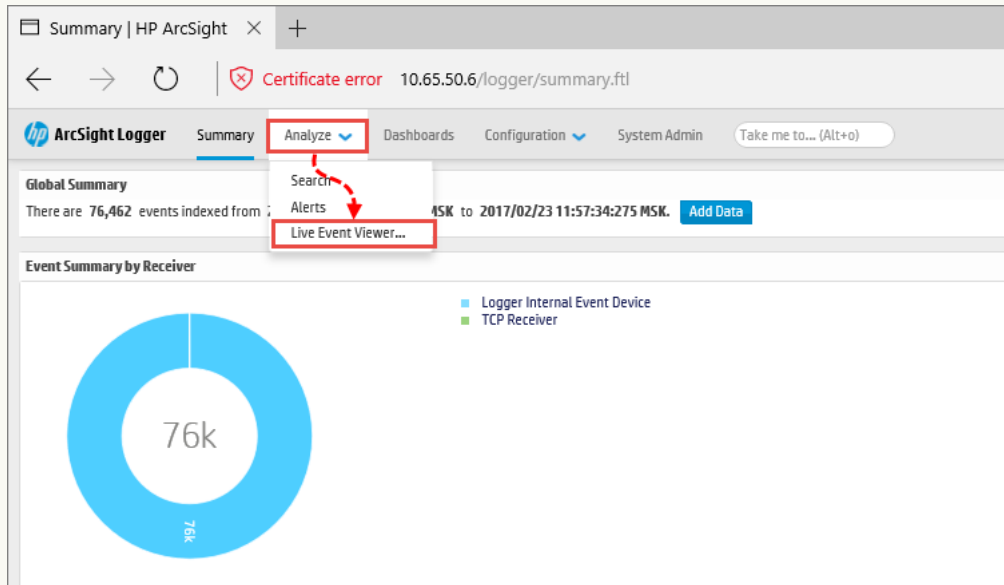 Summary | HP ArcSight
Certificate error 10.65.50.6/logger/summary.ftl
hp ArcSight Logger Summary Analyze Dashboards Configuration System Admin Take me to... (Alt+o)
Search
Alerts
Live Event Viewer...
Global Summary
There are 76,462 events indexed from MSK to 2017/02/23 11:57:34:275 MSK. Add Data
Event Summary by Receiver
Logger Internal Event Device
TCP Receiver
76k
76k